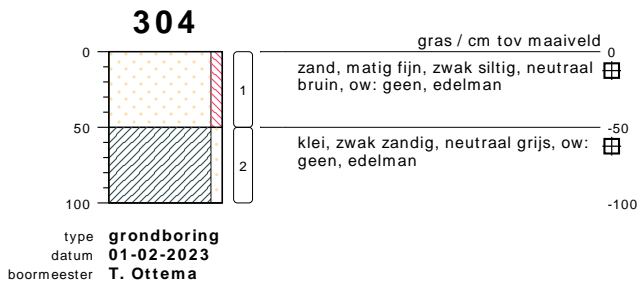 304
gras / cm tov maaiveld
0
0
zand, matig fijn, zwak siltig, neutraal
bruin, ow: geen, edelman
1
50
-50
klei, zwak zandig, neutraal grijs, ow:
geen, edelman
2
100
-100
type grondboring
datum 01-02-2023
boormeester T. Ottema